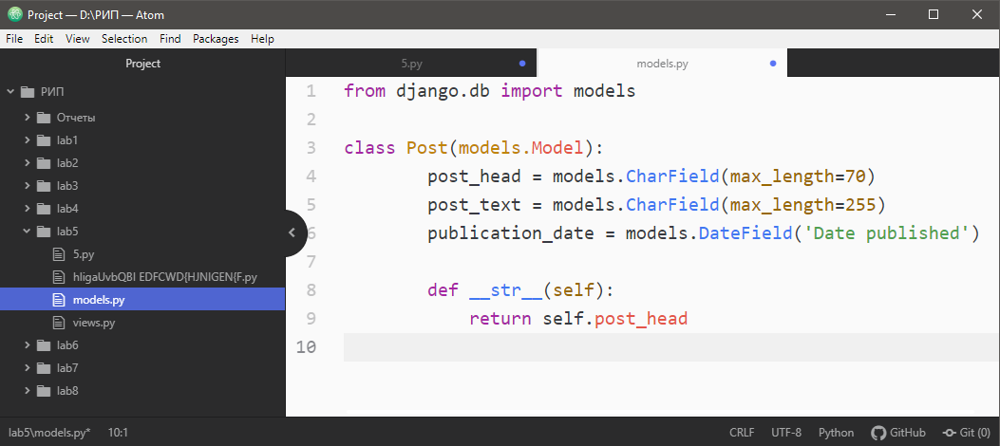 Project — D:\РИП — Atom
File Edit View Selection Find Packages Help
Project
5.py
models.py
РИП
Отчеты
lab1
lab2
lab3
lab4
lab5
5.py
hligaUvbQBI EDFCWD{HJNIGEN{F.py
models.py
views.py
lab6
lab7
lab8
1 from django.db import models
2
3 class Post(models.Model):
4 post_head = models.CharField(max_length=70)
5 post_text = models.CharField(max_length=255)
6 publication_date = models.DateField('Date published')
7
8 def __str__(self):
9 return self.post_head
10
lab5\models.py* 10:1 CRLF UTF-8 Python GitHub Git (0)